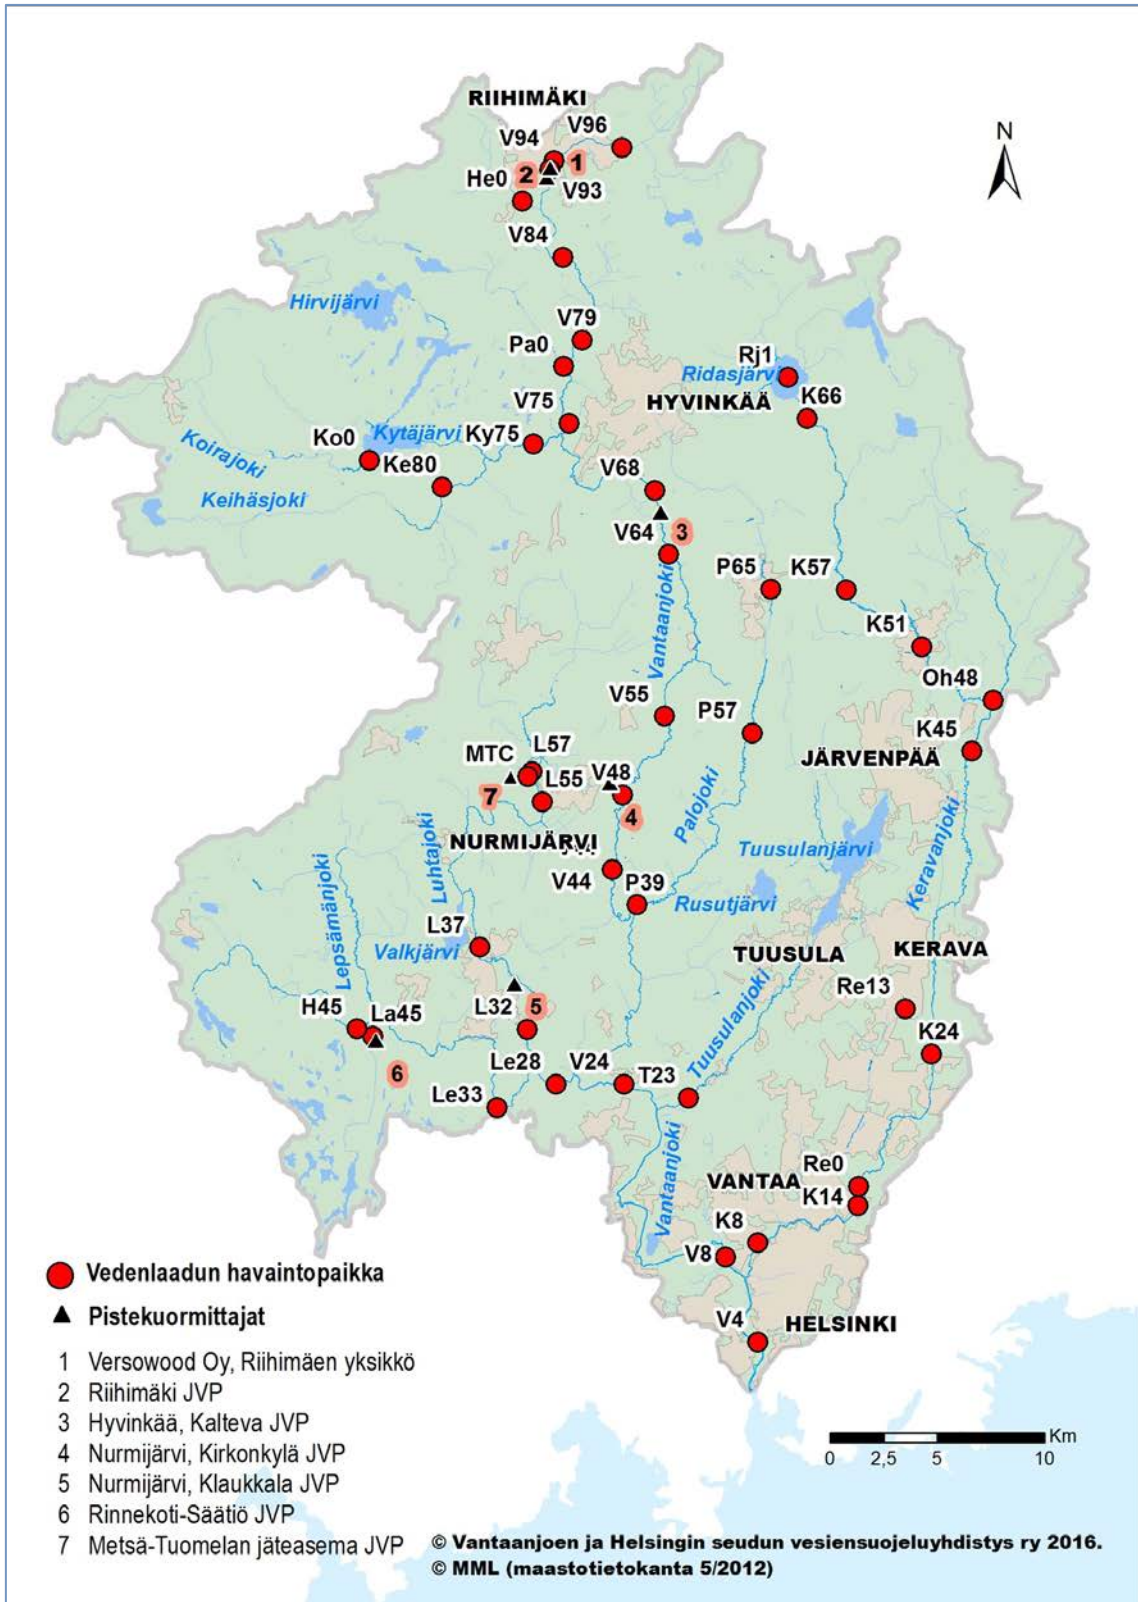 RIIHIMÄKI
V96
V94
1
2
He0
V93
V84
N
Hirvijärvi
V79
Pa0
Rj1
Ridasjärvi
HYVINKÄÄ
K66
V75
Ko0
Kytäjärvi
Ky75
Koirajoki
Ke80
Keihäsjoki
V68
V64
3
P65
K57
Vantaanjoki
K51
Oh48
V55
P57
K45
JÄRVENPÄÄ
MTC
L57
L55
V48
7
4
Palojoki
NURMIJÄRVI
Tuusulanjärvi
Luhtajoki
V44
P39
Rusutjärvi
Keravanjoki
Lepsämänjoki
L37
Valkjärvi
TUUSULA
KERAVA
Re13
H45
La45
L32
5
K24
6
Le28
V24
T23
Tuusulanjoki
Le33
Vantaanjoki
VANTAA
Re0
K14
K8
V8
V4
HELSINKI
Vedenlaadun havaintopaikka
Pistekuormittajat
1 Versowood Oy, Riihimäen yksikkö
2 Riihimäki JVP
3 Hyvinkää, Kalteva JVP
4 Nurmijärvi, Kirkonkylä JVP
5 Nurmijärvi, Klaukkala JVP
6 Rinnekoti-Säätiö JVP
7 Metsä-Tuomelan jäteasema JVP
Km
0 2,5 5 10
© Vantaanjoen ja Helsingin seudun vesiensuojeluyhdistys ry 2016.
© MML (maastotietokanta 5/2012)